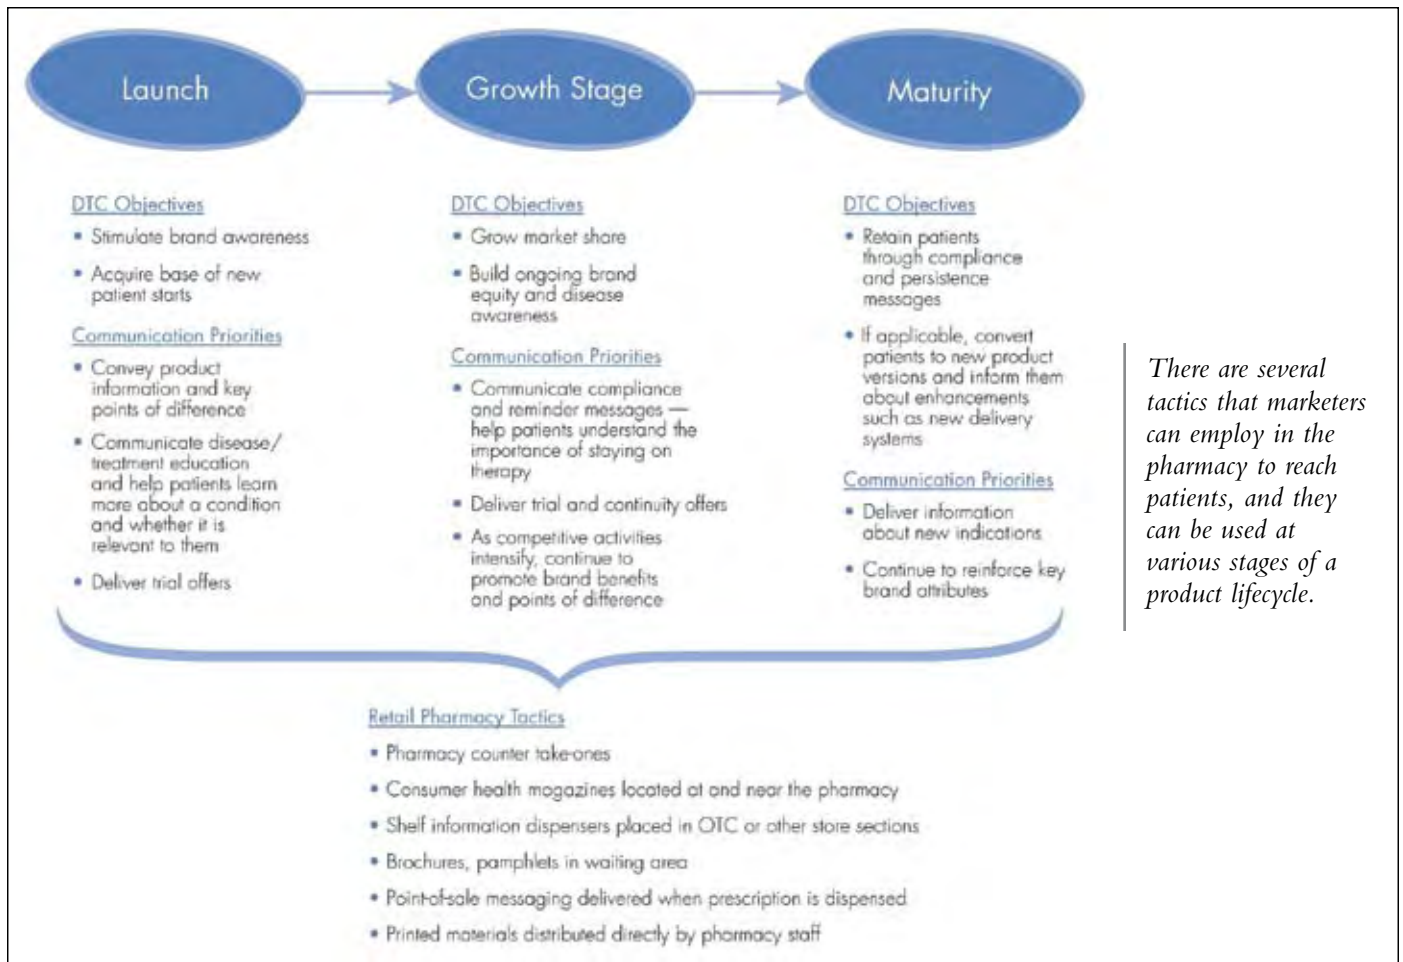 Launch
Growth Stage
Maturity
DTC Objectives
• Stimulate brand awareness
• Acquire base of new
patient starts
Communication Priorities
• Convey product
information and key
points of difference
• Communicate disease/
treatment education
and help patients learn
more about a condition
and whether it is
relevant to them
• Deliver trial offers
DTC Objectives
• Grow market share
• Build ongoing brand
equity and disease
awareness
Communication Priorities
• Communicate compliance
and reminder messages —
help patients understand the
importance of staying on
therapy
• Deliver trial and continuity offers
• As competitive activities
intensify, continue to
promote brand benefits
and points of difference
DTC Objectives
• Retain patients
through compliance
and persistence
messages
• If applicable, convert
patients to new product
versions and inform them
about enhancements
such as new delivery
systems
Communication Priorities
• Deliver information
about new indications
• Continue to reinforce key
brand attributes
Retail Pharmacy Tactics
• Pharmacy counter take-ones
• Consumer health magazines located at and near the pharmacy
• Shelf information dispensers placed in OTC or other store sections
• Brochures, pamphlets in waiting area
• Point-of-sale messaging delivered when prescription is dispensed
• Printed materials distributed directly by pharmacy staff
There are several
tactics that marketers
can employ in the
pharmacy to reach
patients, and they
can be used at
various stages of a
product lifecycle.